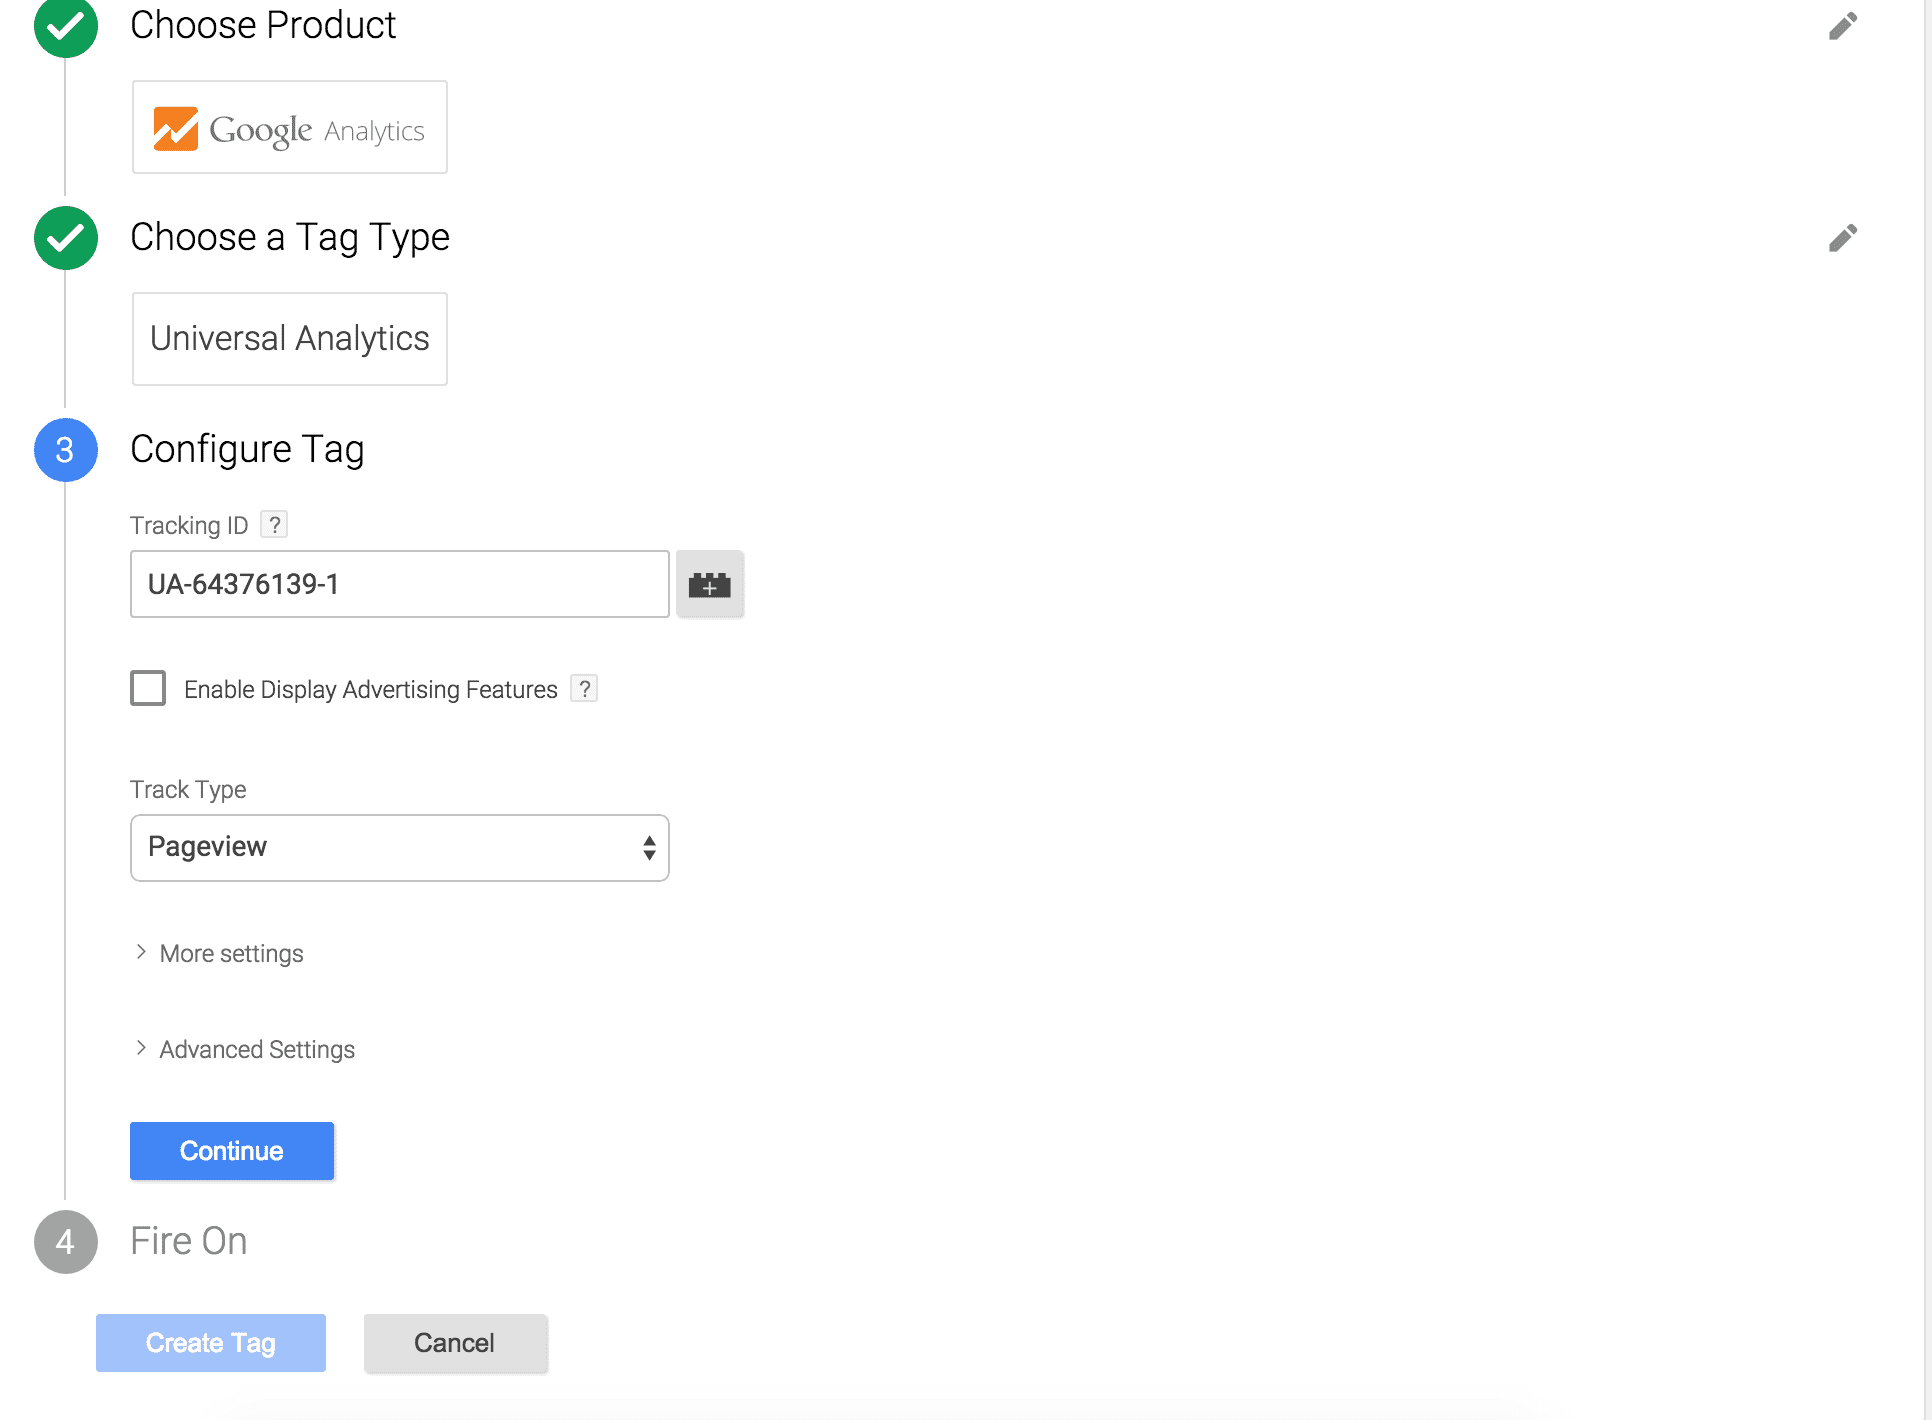 Choose Product
Google Analytics
Choose a Tag Type
Universal Analytics
3 Configure Tag
Tracking ID ?
UA-64376139-1
Enable Display Advertising Features ?
Track Type
Pageview
More settings
Advanced Settings
Continue
4 Fire On
Create Tag Cancel